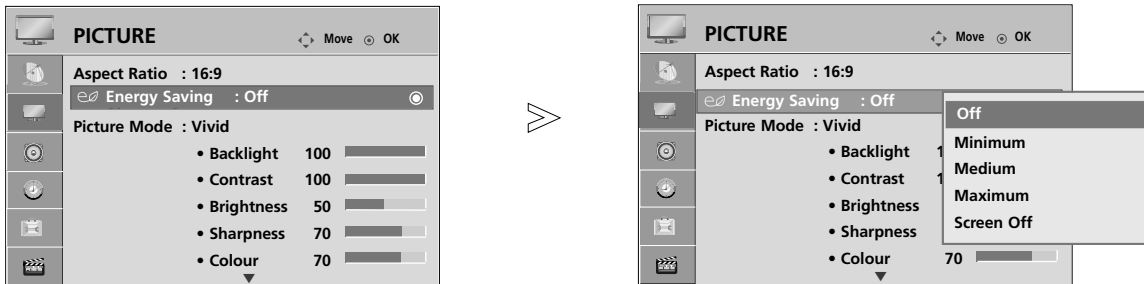 PICTURE Move OK
Aspect Ratio : 16:9
Energy Saving : Off
Picture Mode : Vivid
• Backlight 100
• Contrast 100
• Brightness 50
• Sharpness 70
• Colour 70
PICTURE Move OK
Aspect Ratio : 16:9
Energy Saving : Off
Picture Mode : Vivid
• Backlight 1
• Contrast 1
• Brightness
• Sharpness
• Colour 70
Off
Minimum
Medium
Maximum
Screen Off